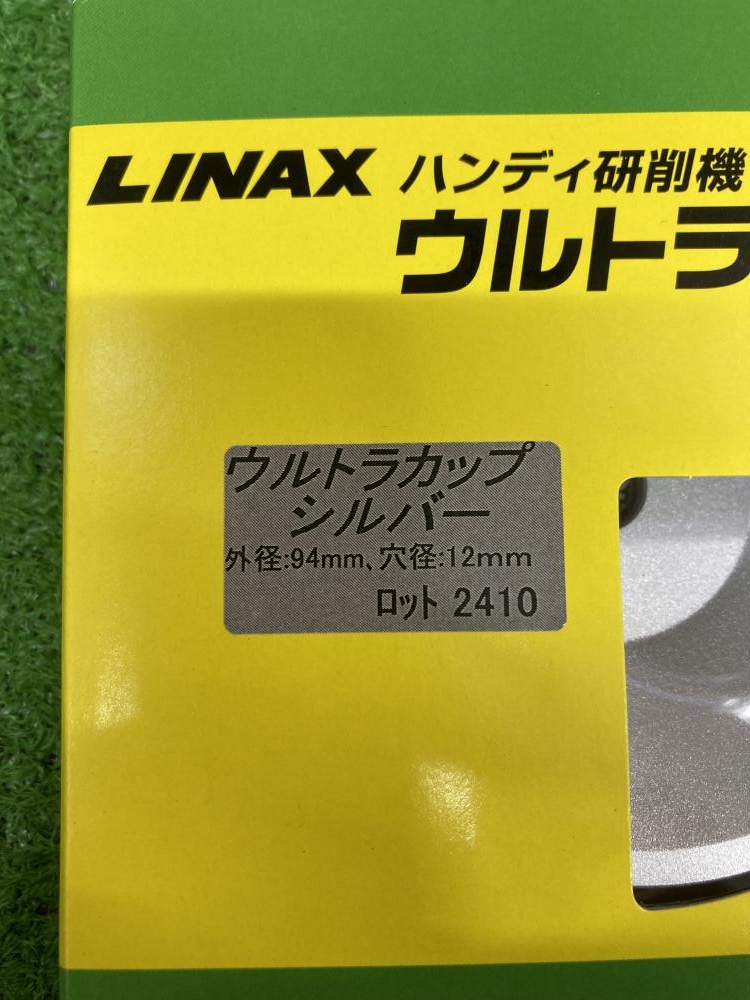 LINAX ハンディ研削機
ウルトラ
ウルトラカップ
シルバー
外径:94mm、穴径:12mm
ロット 2410